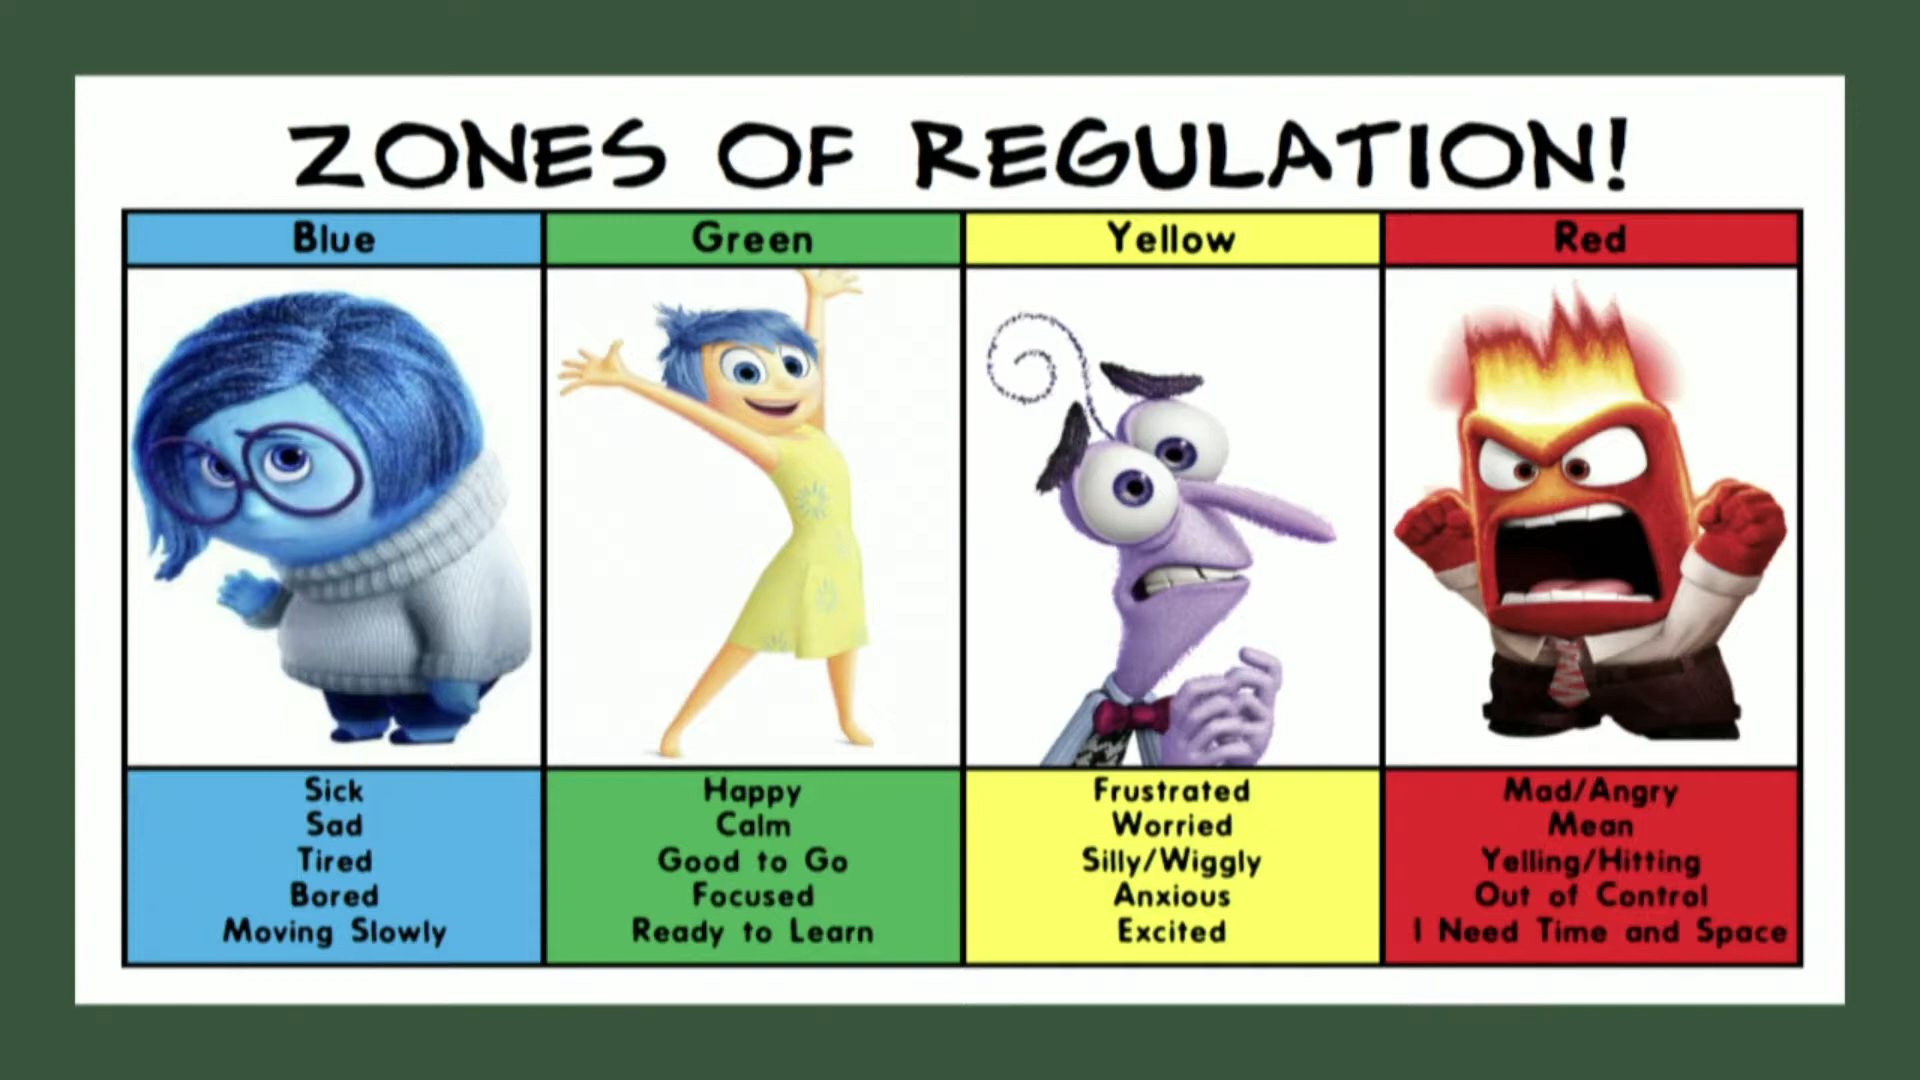 ZONES OF REGULATION!
Blue
Green
Yellow
Red
Sick
Sad
Tired
Bored
Moving Slowly
Happy
Calm
Good to Go
Focused
Ready to Learn
Frustrated
Worried
Silly/Wiggly
Anxious
Excited
Mad/Angry
Mean
Yelling/Hitting
Out of Control
I Need Time and Space